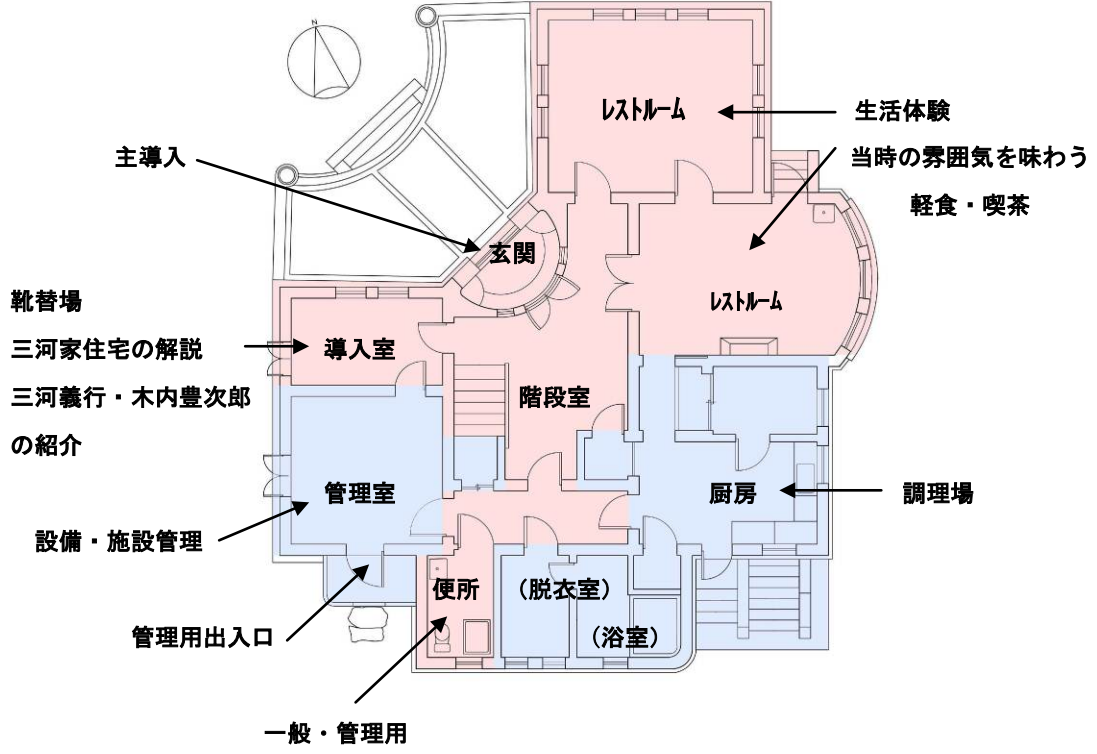 N
レストルーム
生活体験
主導入
当時の雰囲気を味わう
軽食・喫茶
玄関
靴替場
レストルーム
三河家住宅の解説
導入室
三河義行・木内豊次郎
の紹介
階段室
管理室
厨房
調理場
設備・施設管理
便所
（脱衣室）
管理用出入口
（浴室）
一般・管理用